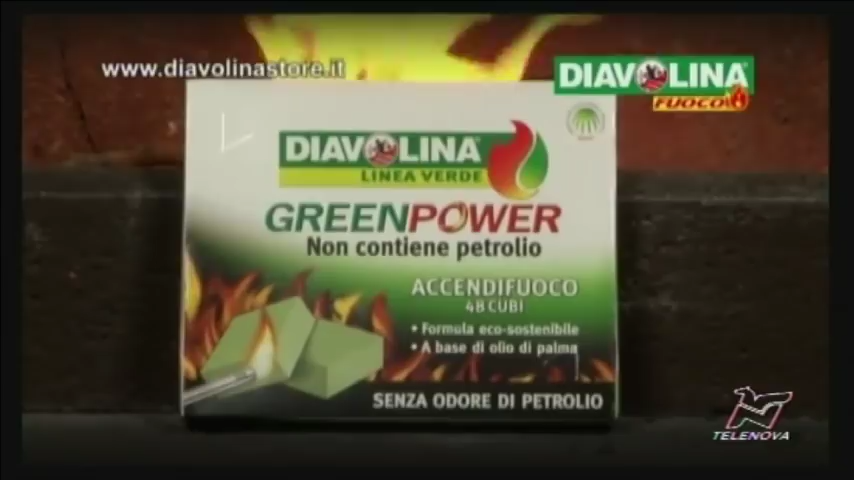 www.diavolinastore.it
DIAVOLINA
FUOCO
DIAVOLINA
LINEA VERDE
GREENPOWER
Non contiene petrolio
ACCENDIFUOCO
48 CUBI
• Formula eco-sostenibile
• A base di olio di palma
SENZA ODORE DI PETROLIO
TELENOVA